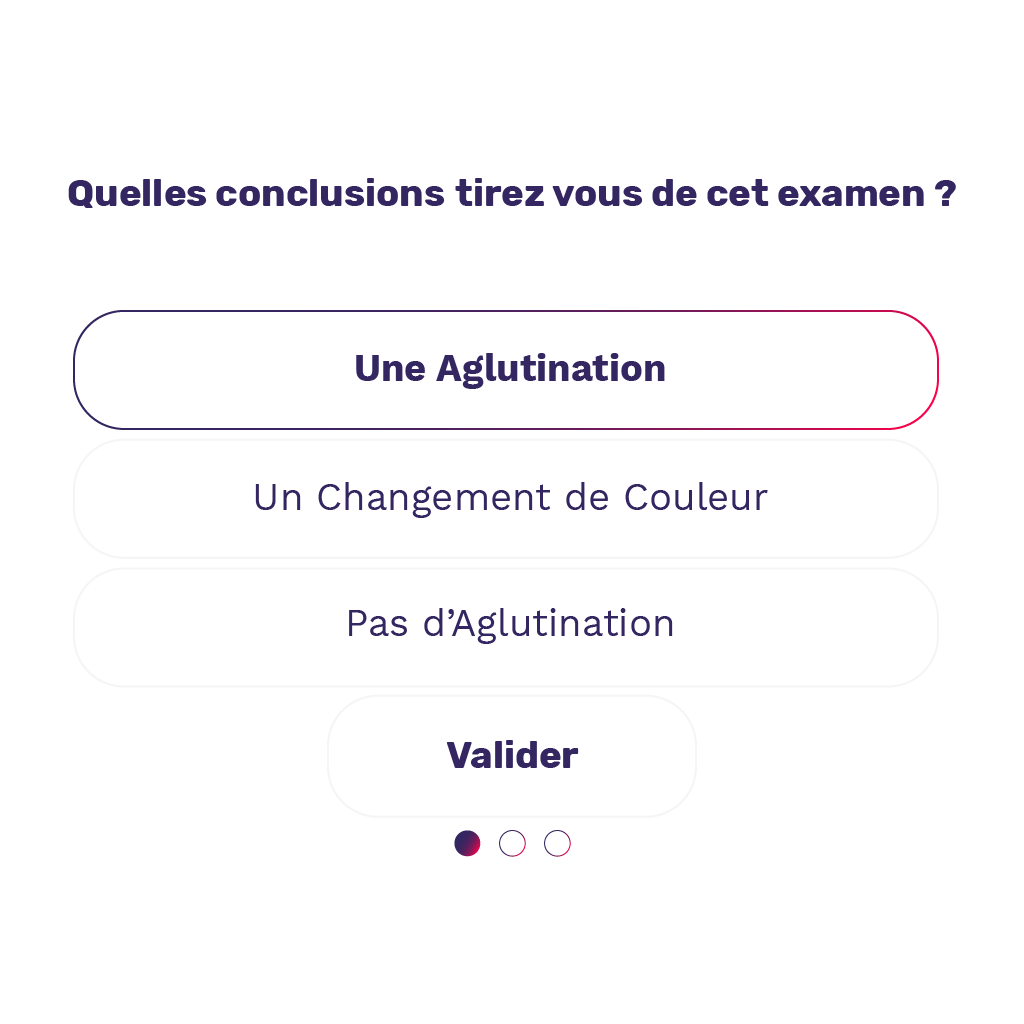 Quelles conclusions tirez vous de cet examen ?
Une Aglutination
Un Changement de Couleur
Pas d’Aglutination
Valider